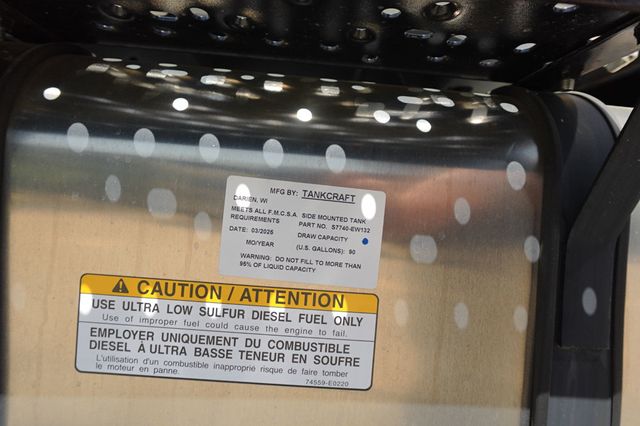 MFG BY: TANKCRAFT
DARIEN, WI
MEETS ALL F.M.C.S.A. SIDE MOUNTED TANK
REQUIREMENTS PART NO. S7740-EW132
DRAW CAPACITY
DATE: 03/2025 (U.S. GALLONS): 90
MO/YEAR
WARNING: DO NOT FILL TO MORE THAN
95% OF LIQUID CAPACITY
CAUTION / ATTENTION
USE ULTRA LOW SULFUR DIESEL FUEL ONLY
Use of improper fuel could cause the engine to fail.
EMPLOYER UNIQUEMENT DU COMBUSTIBLE
DIESEL À ULTRA BASSE TENEUR EN SOUFRE
L'utilisation d'un combustible inapproprié risque de faire tomber
le moteur en panne.
74559-E0220